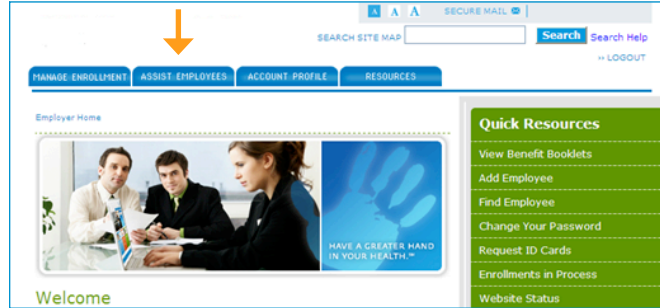 A A A SECURE MAIL
SEARCH SITE MAP Search Search Help
» LOGOUT
MANAGE ENROLLMENT ASSIST EMPLOYEES ACCOUNT PROFILE RESOURCES
Employer Home
HAVE A GREATER HAND
IN YOUR HEALTH.℠
Welcome
Quick Resources
View Benefit Booklets
Add Employee
Find Employee
Change Your Password
Request ID Cards
Enrollments in Process
Website Status